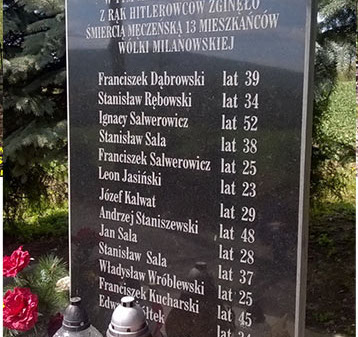 Z RĄK HITLEROWCÓW ZGINĘŁO
ŚMIERCIĄ MĘCZEŃSKĄ 13 MIESZKAŃCÓW
WÓLKI MILANOWSKIEJ
Franciszek Dąbrowski lat 39
Stanisław Rębowski lat 34
Ignacy Salwerowicz lat 52
Stanisław Sala lat 38
Franciszek Salwerowicz lat 25
Leon Jasiński lat 23
Józef Kalwat lat 29
Andrzej Staniszewski lat 48
Jan Sala lat 28
Stanisław Sala lat 37
Władysław Wróblewski lat 25
Franciszek Kucharski lat 45